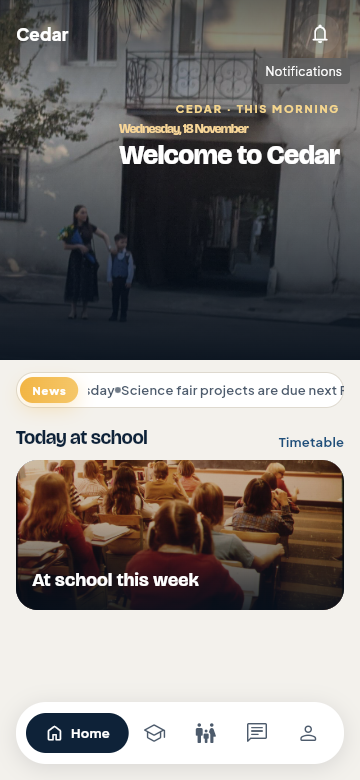 Cedar
Notifications
CEDAR · THIS MORNING
Wednesday, 18 November
Welcome to Cedar
News
sday•Science fair projects are due next F
Today at school
Timetable
At school this week
Home